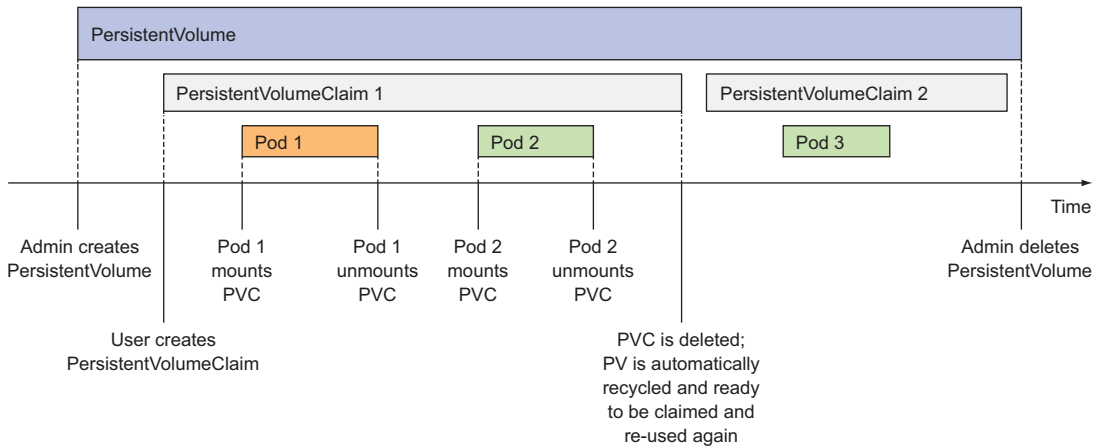 PersistentVolume
PersistentVolumeClaim 1
PersistentVolumeClaim 2
Pod 1
Pod 2
Pod 3
Time
Admin creates
PersistentVolume
Pod 1
mounts
PVC
Pod 1
unmounts
PVC
Pod 2
mounts
PVC
Pod 2
unmounts
PVC
Admin deletes
PersistentVolume
User creates
PersistentVolumeClaim
PVC is deleted;
PV is automatically
recycled and ready
to be claimed and
re-used again